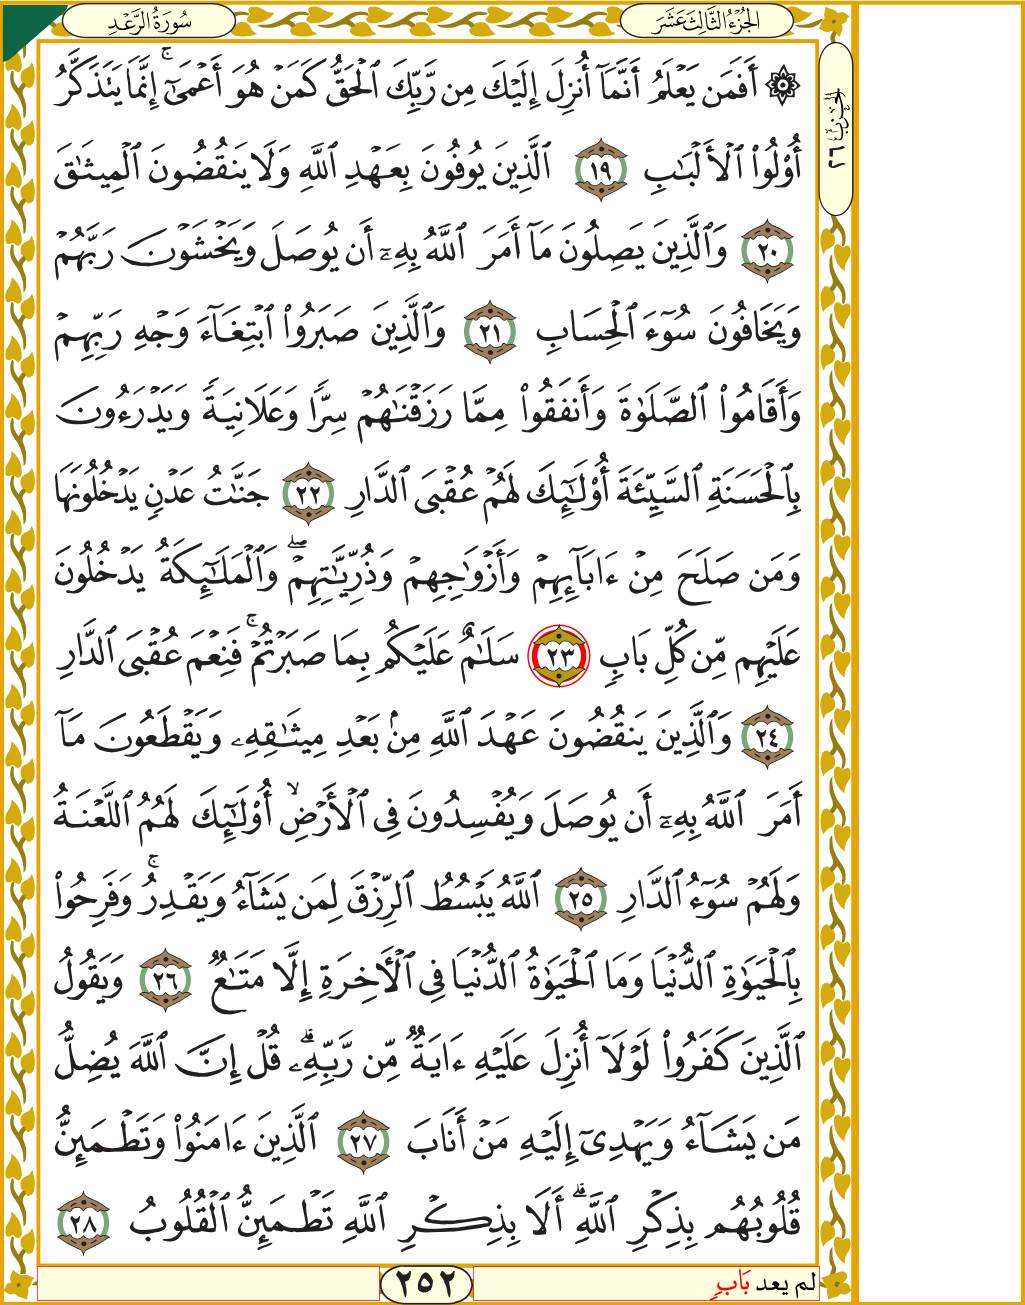 سُورَةُ الرَّعْدِ
الجُزْءُ الثَّالِثَ عَشَرَ
الحِزْبُ ٢٦
۞ أَفَمَن يَعْلَمُ أَنَّمَآ أُنزِلَ إِلَيْكَ مِن رَّبِّكَ ٱلْحَقُّ كَمَنْ هُوَ أَعْمَىٰٓ ۚ إِنَّمَا يَتَذَكَّرُ
أُو۟لُوا۟ ٱلْأَلْبَٰبِ ١٩ ٱلَّذِينَ يُوفُونَ بِعَهْدِ ٱللَّهِ وَلَا يَنقُضُونَ ٱلْمِيثَٰقَ
٢٠ وَٱلَّذِينَ يَصِلُونَ مَآ أَمَرَ ٱللَّهُ بِهِۦٓ أَن يُوصَلَ وَيَخْشَوْنَ رَبَّهُمْ
وَيَخَافُونَ سُوٓءَ ٱلْحِسَابِ ٢١ وَٱلَّذِينَ صَبَرُوا۟ ٱبْتِغَآءَ وَجْهِ رَبِّهِمْ
وَأَقَامُوا۟ ٱلصَّلَوٰةَ وَأَنفَقُوا۟ مِمَّا رَزَقْنَٰهُمْ سِرًّا وَعَلَانِيَةً وَيَدْرَءُونَ
بِٱلْحَسَنَةِ ٱلسَّيِّئَةَ أُو۟لَٰٓئِكَ لَهُمْ عُقْبَى ٱلدَّارِ ٢٢ جَنَّٰتُ عَدْنٍ يَدْخُلُونَهَا
وَمَن صَلَحَ مِنْ ءَابَآئِهِمْ وَأَزْوَٰجِهِمْ وَذُرِّيَّٰتِهِمْ ۖ وَٱلْمَلَٰٓئِكَةُ يَدْخُلُونَ
عَلَيْهِم مِّن كُلِّ بَابٍ ٢٣ سَلَٰمٌ عَلَيْكُم بِمَا صَبَرْتُمْ ۚ فَنِعْمَ عُقْبَى ٱلدَّارِ
٢٤ وَٱلَّذِينَ يَنقُضُونَ عَهْدَ ٱللَّهِ مِنۢ بَعْدِ مِيثَٰقِهِۦ وَيَقْطَعُونَ مَآ
أَمَرَ ٱللَّهُ بِهِۦٓ أَن يُوصَلَ وَيُفْسِدُونَ فِى ٱلْأَرْضِ ۙ أُو۟لَٰٓئِكَ لَهُمُ ٱللَّعْنَةُ
وَلَهُمْ سُوٓءُ ٱلدَّارِ ٢٥ ٱللَّهُ يَبْسُطُ ٱلرِّزْقَ لِمَن يَشَآءُ وَيَقْدِرُ ۚ وَفَرِحُوا۟
بِٱلْحَيَوٰةِ ٱلدُّنْيَا وَمَا ٱلْحَيَوٰةُ ٱلدُّنْيَا فِى ٱلْأَخِرَةِ إِلَّا مَتَٰعٌ ٢٦ وَيَقُولُ
ٱلَّذِينَ كَفَرُوا۟ لَوْلَآ أُنزِلَ عَلَيْهِ ءَايَةٌ مِّن رَّبِّهِۦ ۗ قُلْ إِنَّ ٱللَّهَ يُضِلُّ
مَن يَشَآءُ وَيَهْدِىٓ إِلَيْهِ مَنْ أَنَابَ ٢٧ ٱلَّذِينَ ءَامَنُوا۟ وَتَطْمَئِنُّ
قُلُوبُهُم بِذِكْرِ ٱللَّهِ ۗ أَلَا بِذِكْرِ ٱللَّهِ تَطْمَئِنُّ ٱلْقُلُوبُ ٢٨
لم يعد بَابٍ
٢٥٢